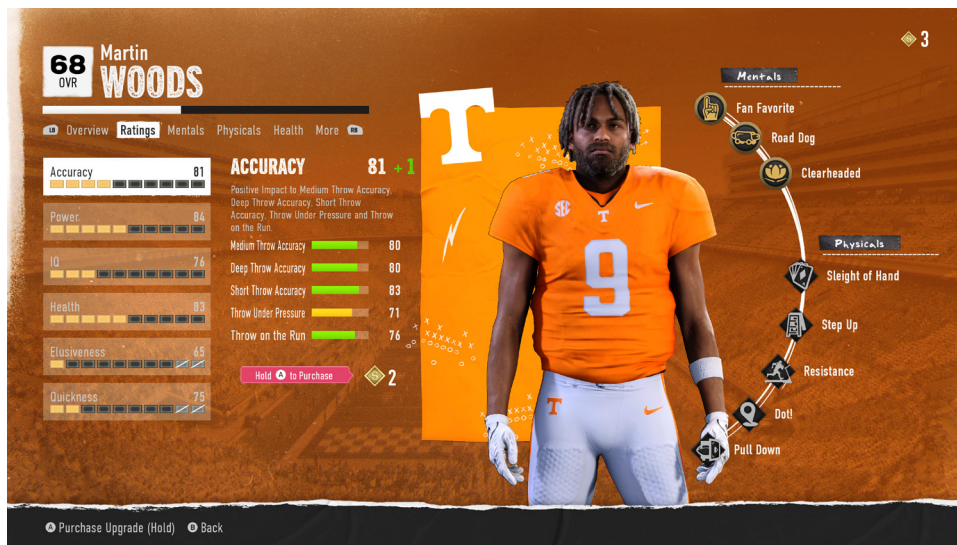 3
68
OVR
Martin
WOODS
LB Overview Ratings Mentals Physicals Health More RB
Accuracy 81
Power 84
IQ 76
Health 83
Elusiveness 65
Quickness 75
ACCURACY 81 +1
Positive Impact to Medium Throw Accuracy,
Deep Throw Accuracy, Short Throw
Accuracy, Throw Under Pressure and Throw
on the Run.
Medium Throw Accuracy 80
Deep Throw Accuracy 80
Short Throw Accuracy 83
Throw Under Pressure 71
Throw on the Run 76
Hold A to Purchase S 2
T
SEC
T
9
T
Mentals
Fan Favorite
Road Dog
Clearheaded
Physicals
Sleight of Hand
Step Up
Resistance
Dot!
Pull Down
A Purchase Upgrade (Hold) B Back